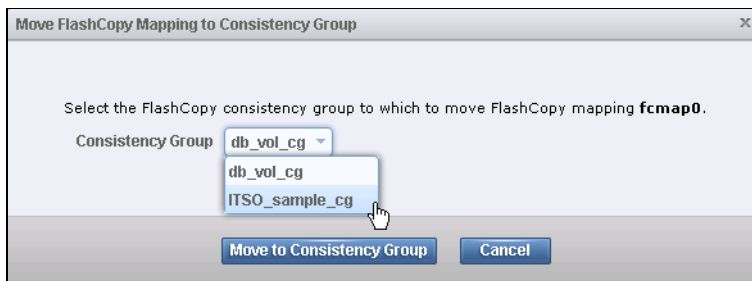 Move FlashCopy Mapping to Consistency Group x
Select the FlashCopy consistency group to which to move FlashCopy mapping fcmap0.
Consistency Group db_vol_cg
db_vol_cg
ITSO_sample_cg
Move to Consistency Group Cancel